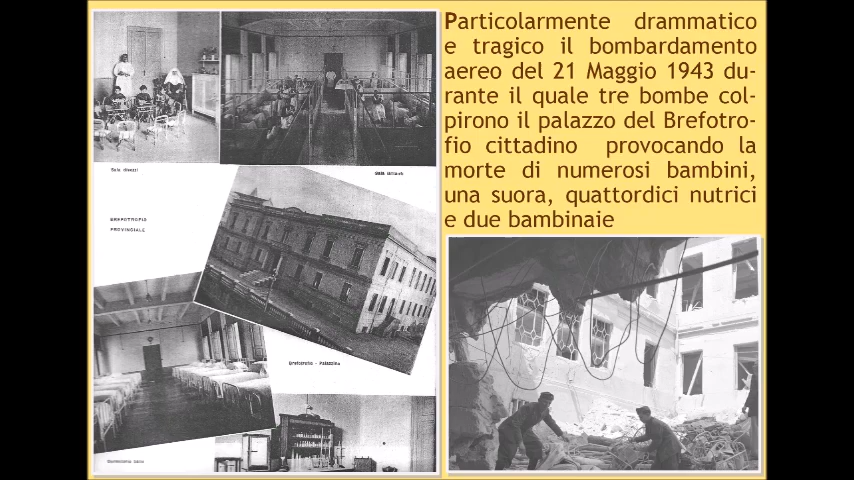 Particolarmente drammatico
e tragico il bombardamento
aereo del 21 Maggio 1943 du-
rante il quale tre bombe col-
pirono il palazzo del Brefotro-
fio cittadino provocando la
morte di numerosi bambini,
una suora, quattordici nutrici
e due bambinaie
Sala
Sala
BREFOTROFIO
PROVINCIALE
Brefotrofio - Palazzina